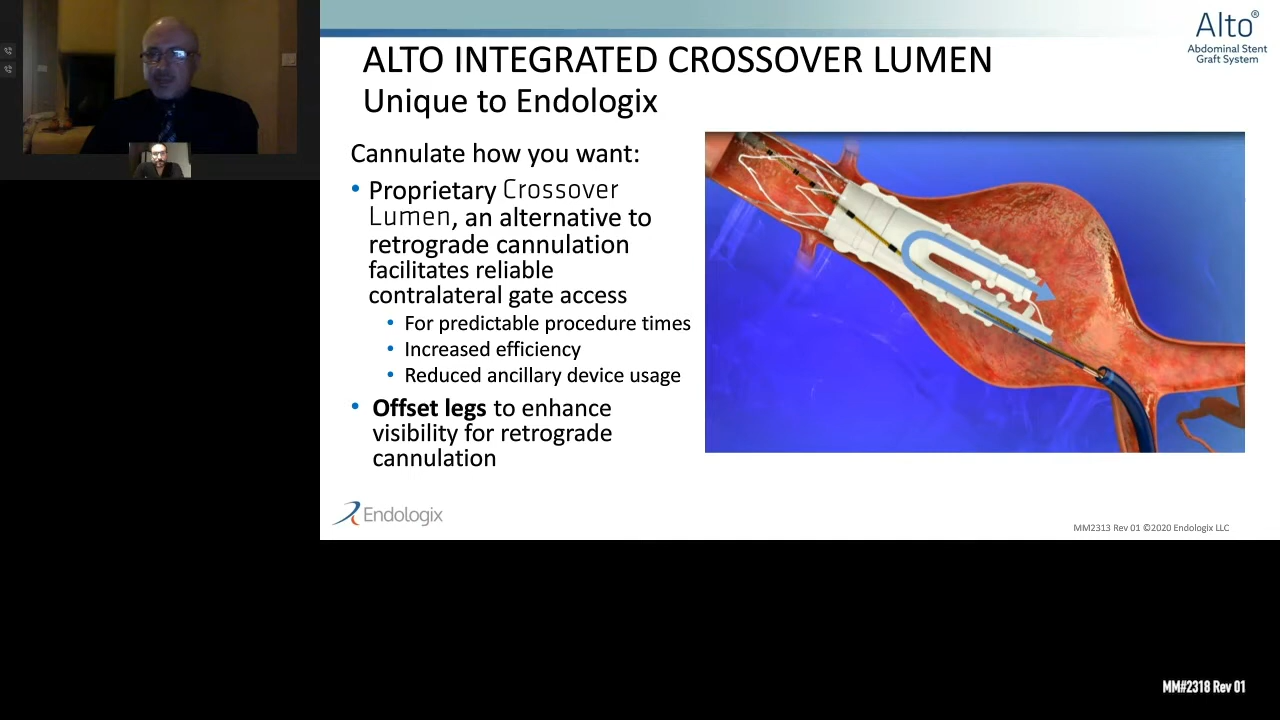 Alto®
Abdominal Stent
Graft System
ALTO INTEGRATED CROSSOVER LUMEN
Unique to Endologix
Cannulate how you want:
• Proprietary Crossover
Lumen, an alternative to
retrograde cannulation
facilitates reliable
contralateral gate access
• For predictable procedure times
• Increased efficiency
• Reduced ancillary device usage
• Offset legs to enhance
visibility for retrograde
cannulation
Endologix
MM2313 Rev 01 ©2020 Endologix LLC
MM#2318 Rev 01